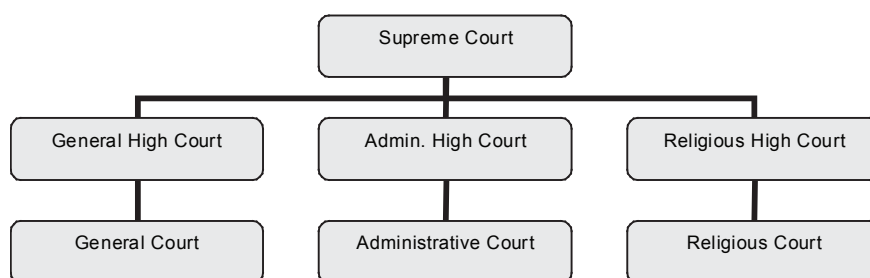 Supreme Court
General High Court
Admin. High Court
Religious High Court
General Court
Administrative Court
Religious Court